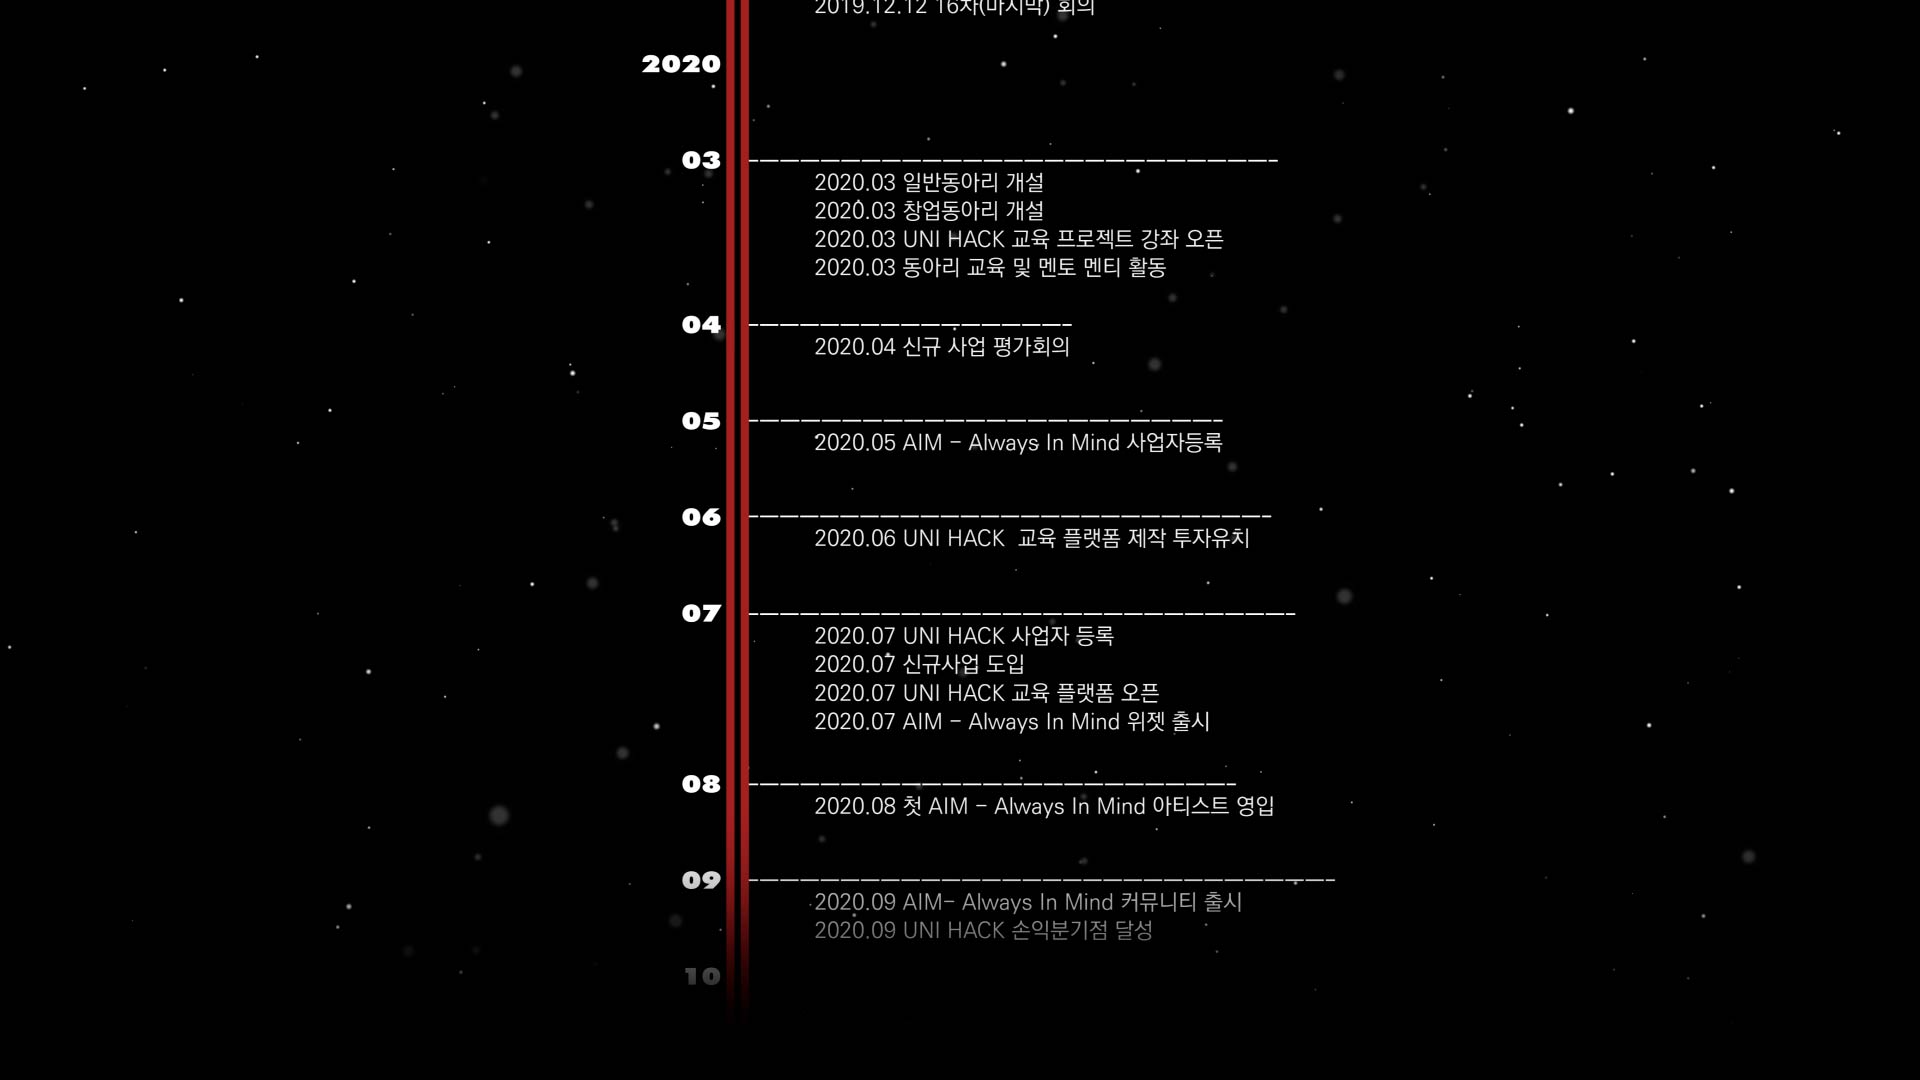 2019.12.12 16차(마지막) 회의
2020
03
2020.03 일반동아리 개설
2020.03 창업동아리 개설
2020.03 UNI HACK 교육 프로젝트 강좌 오픈
2020.03 동아리 교육 및 멘토 멘티 활동
04
2020.04 신규 사업 평가회의
05
2020.05 AIM - Always In Mind 사업자등록
06
2020.06 UNI HACK  교육 플랫폼 제작 투자유치
07
2020.07 UNI HACK 사업자 등록
2020.07 신규사업 도입
2020.07 UNI HACK 교육 플랫폼 오픈
2020.07 AIM - Always In Mind 위젯 출시
08
2020.08 첫 AIM - Always In Mind 아티스트 영입
09
2020.09 AIM- Always In Mind 커뮤니티 출시
2020.09 UNI HACK 손익분기점 달성
10